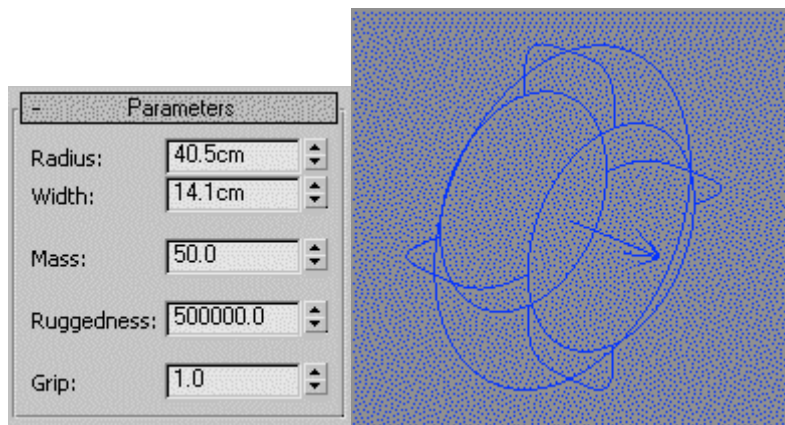 - Parameters
Radius: 40.5cm
Width: 14.1cm
Mass: 50.0
Ruggedness: 500000.0
Grip: 1.0